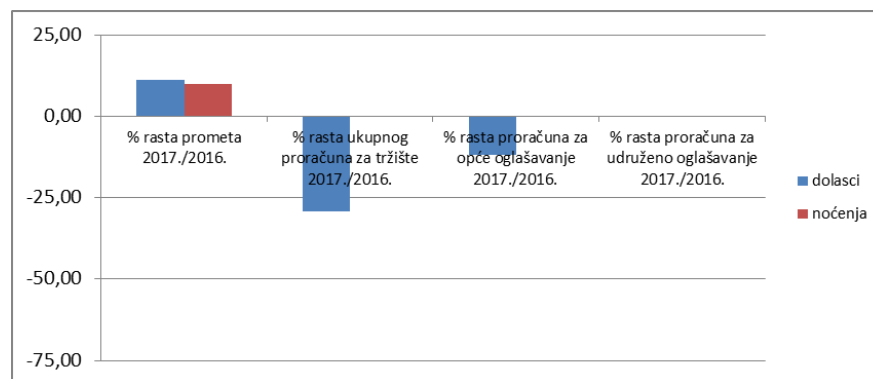 25,00
0,00
-25,00
-50,00
-75,00
% rasta prometa
2017./2016.
% rasta ukupnog
proračuna za tržište
2017./2016.
% rasta proračuna za
opće oglašavanje
2017./2016.
% rasta proračuna za
udruženo oglašavanje
2017./2016.
dolasci
noćenja